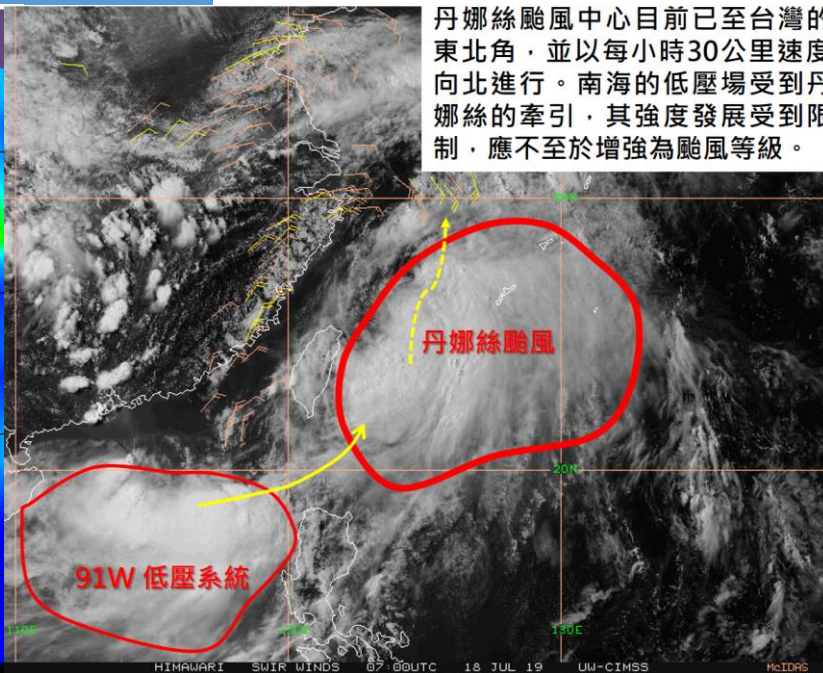 丹娜絲颱風中心目前已至台灣的
東北角，並以每小時30公里速度
向北進行。南海的低壓場受到丹
娜絲的牽引，其強度發展受到限
制，應不至於增強為颱風等級。
丹娜絲颱風
20N
91W 低壓系統
110E
120E
130E
HIMAWARI SWIR WINDS 07:00UTC 18 JUL 19 UW-CIMSS McIDAS